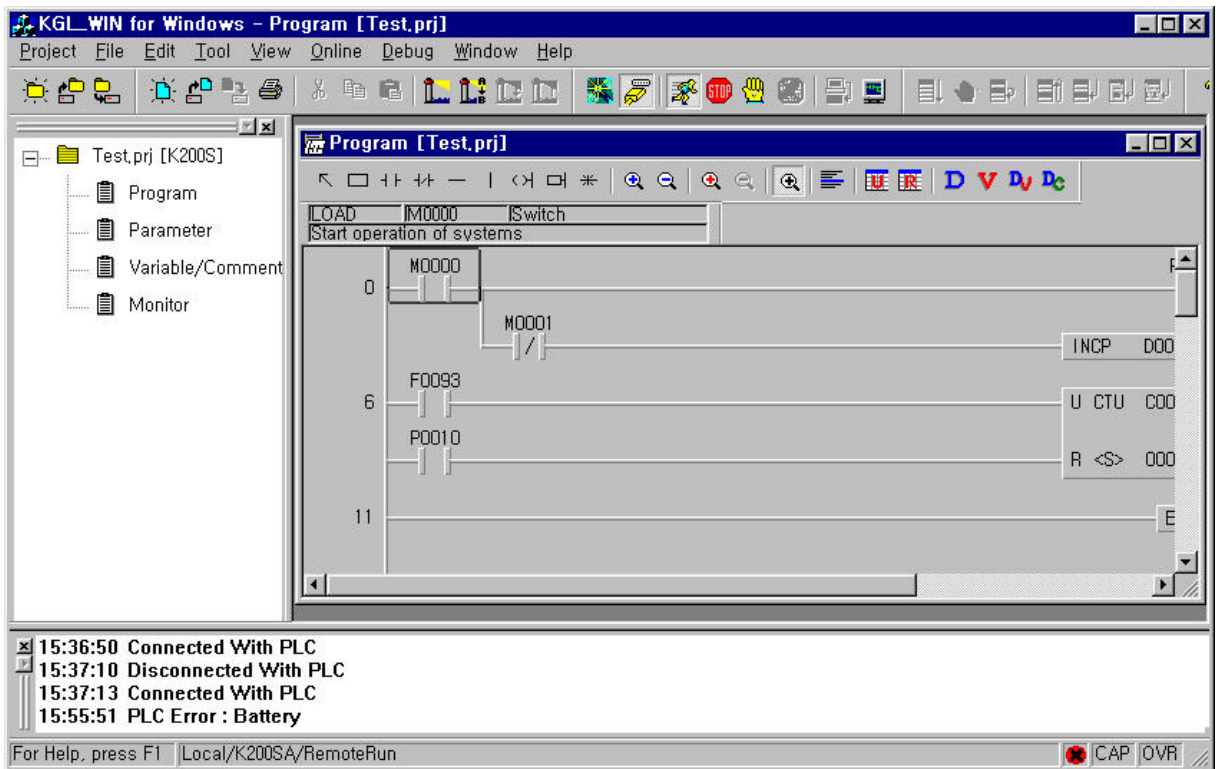 KGL_WIN for Windows - Program [Test.prj]
Project File Edit Tool View Online Debug Window Help
STOP
Test.prj [K200S]
Program
Parameter
Variable/Comment
Monitor
Program [Test.prj]
U R D V DU DC
LOAD M0000 Switch
Start operation of systems
M0000
0
M0001
INCP D00
F0093
6
U CTU C00
P0010
R <S> 000
11
E
15:36:50 Connected With PLC
15:37:10 Disconnected With PLC
15:37:13 Connected With PLC
15:55:51 PLC Error : Battery
For Help, press F1 Local/K200SA/RemoteRun CAP OVR